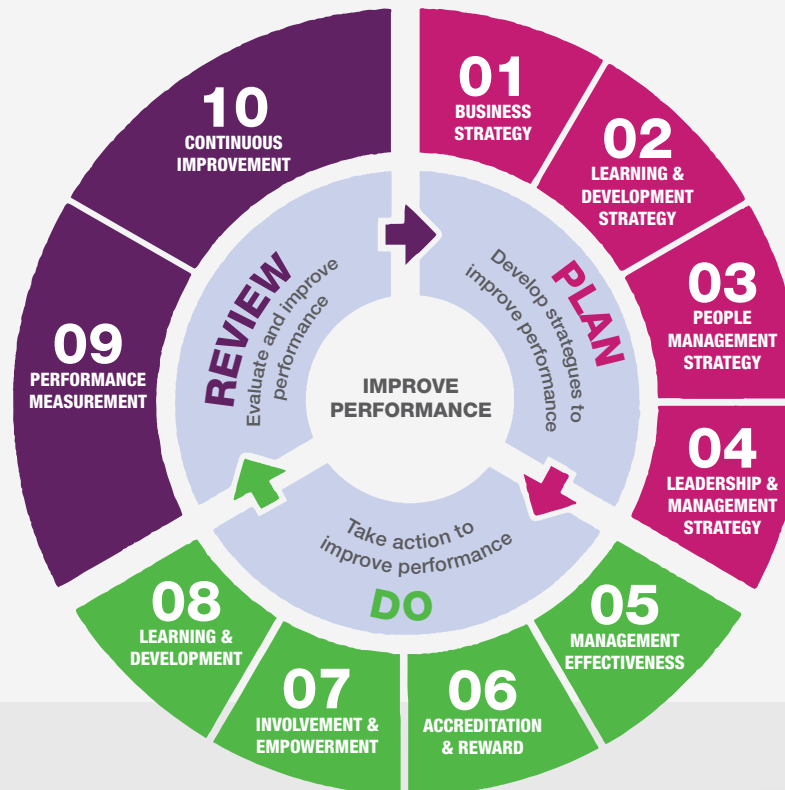 01
BUSINESS
STRATEGY
02
LEARNING &
DEVELOPMENT
STRATEGY
03
PEOPLE
MANAGEMENT
STRATEGY
04
LEADERSHIP &
MANAGEMENT
STRATEGY
05
MANAGEMENT
EFFECTIVENESS
06
ACCREDITATION
& REWARD
07
INVOLVEMENT &
EMPOWERMENT
08
LEARNING &
DEVELOPMENT
09
PERFORMANCE
MEASUREMENT
10
CONTINUOUS
IMPROVEMENT
PLAN
Develop strategues to
improve performance
DO
Take action to
improve performance
REVIEW
Evaluate and improve
performance
IMPROVE
PERFORMANCE